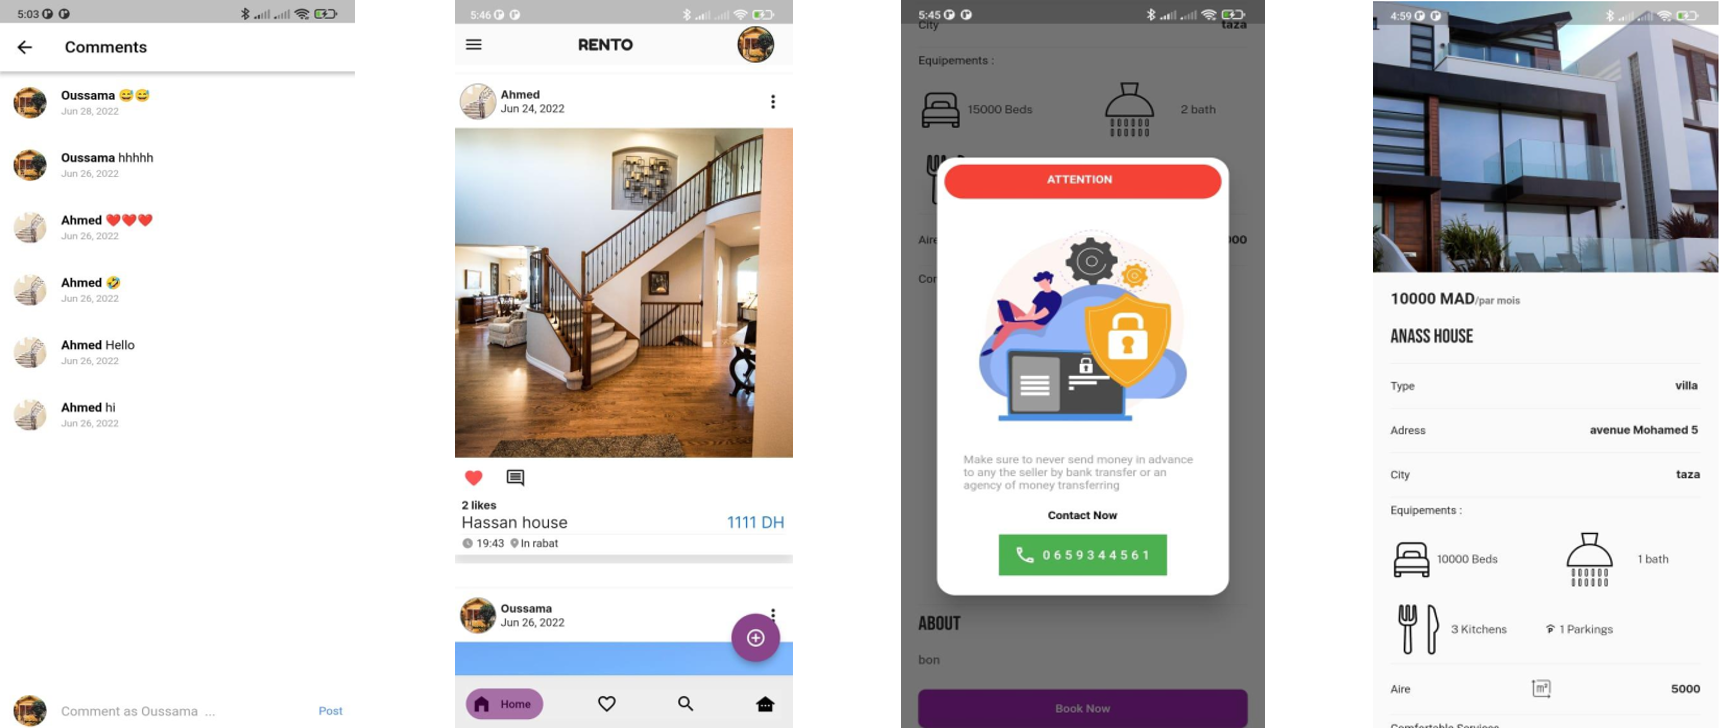 5:03
Comments
Oussama 😅😅
Jun 28, 2022
Oussama hhhhh
Jun 26, 2022
Ahmed ❤️❤️❤️
Jun 26, 2022
Ahmed 🤣
Jun 26, 2022
Ahmed Hello
Jun 26, 2022
Ahmed hi
Jun 26, 2022
Comment as Oussama ...
Post
5:46
RENTO
Ahmed
Jun 24, 2022
2 likes
Hassan house
1111 DH
19:43 In rabat
Oussama
Jun 26, 2022
Home
5:45
City taza
Equipements :
15000 Beds
2 bath
ATTENTION
Make sure to never send money in advance
to any the seller by bank transfer or an
agency of money transferring
Contact Now
0659344561
ABOUT
bon
Book Now
4:59
10000 MAD/par mois
ANASS HOUSE
Type villa
Adress avenue Mohamed 5
City taza
Equipements :
10000 Beds
1 bath
3 Kitchens
1 Parkings
Aire m² 5000
Comfortable Services